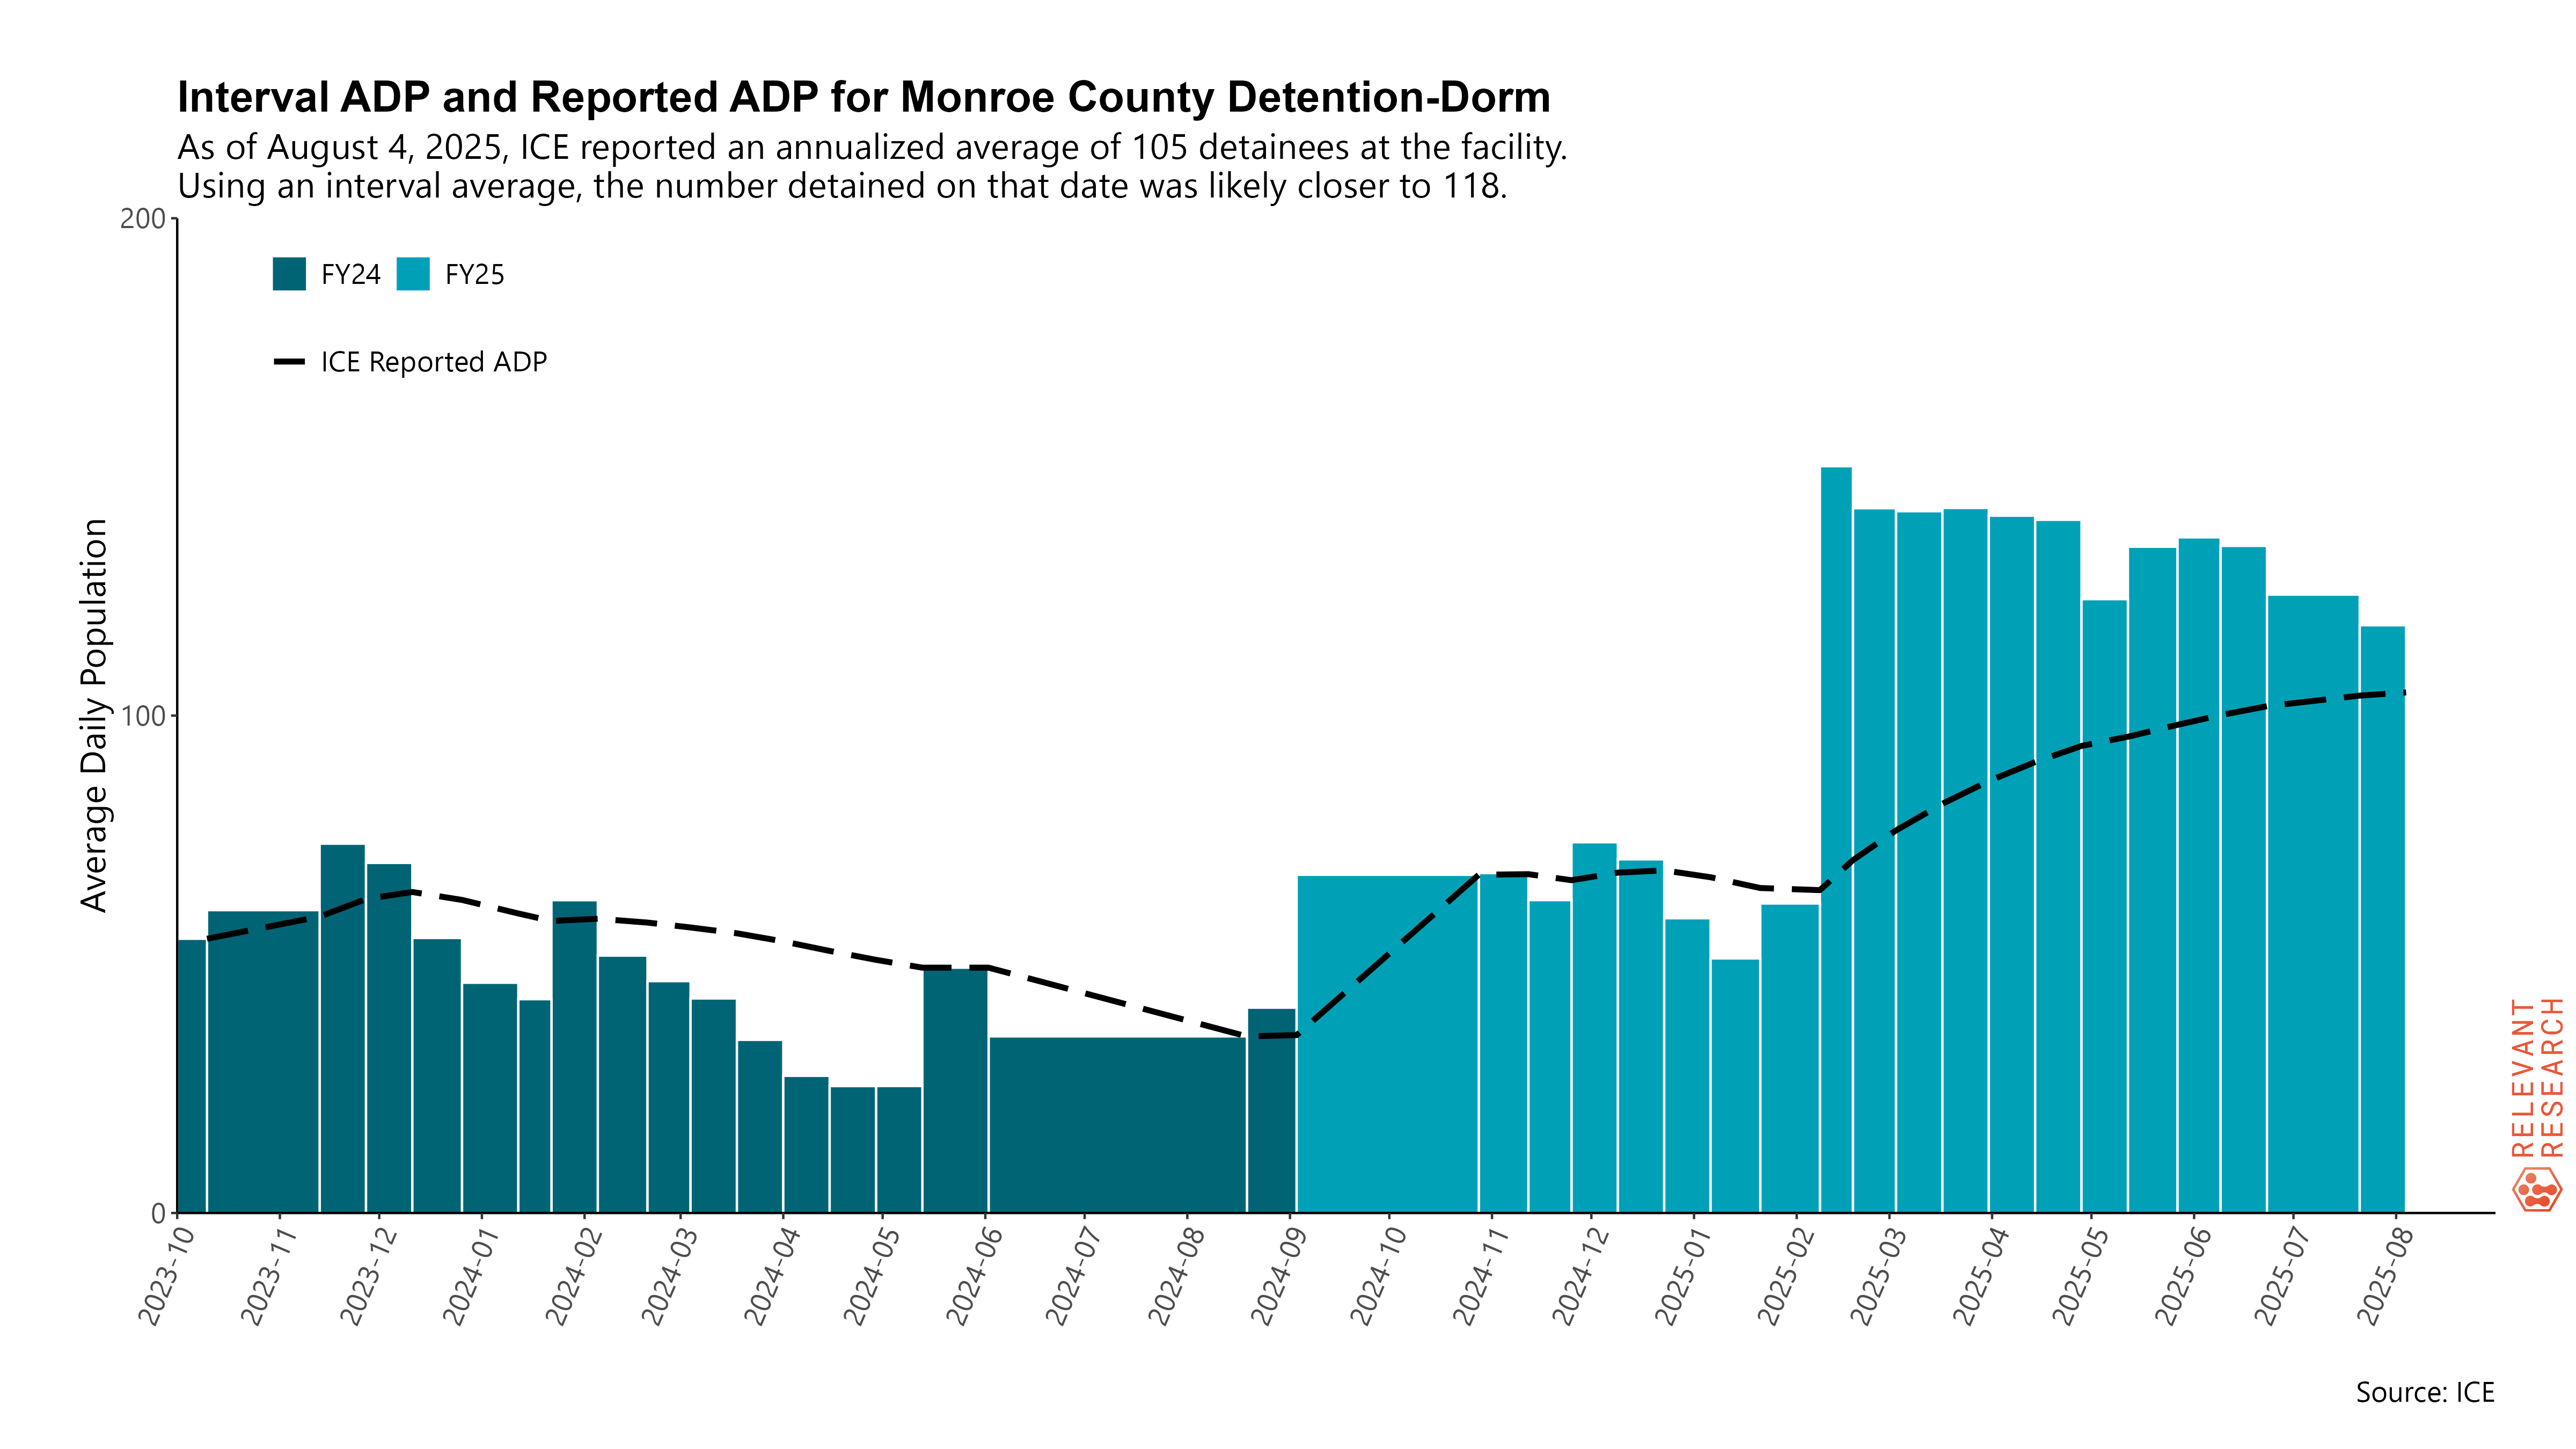 Interval ADP and Reported ADP for Monroe County Detention-Dorm
As of August 4, 2025, ICE reported an annualized average of 105 detainees at the facility.
Using an interval average, the number detained on that date was likely closer to 118.
200
FY24 FY25
ICE Reported ADP
Average Daily Population
100
0
2023-10 2023-11 2023-12 2024-01 2024-02 2024-03 2024-04 2024-05 2024-06 2024-07 2024-08 2024-09 2024-10 2024-11 2024-12 2025-01 2025-02 2025-03 2025-04 2025-05 2025-06 2025-07 2025-08
RELEVANT
RESEARCH
Source: ICE